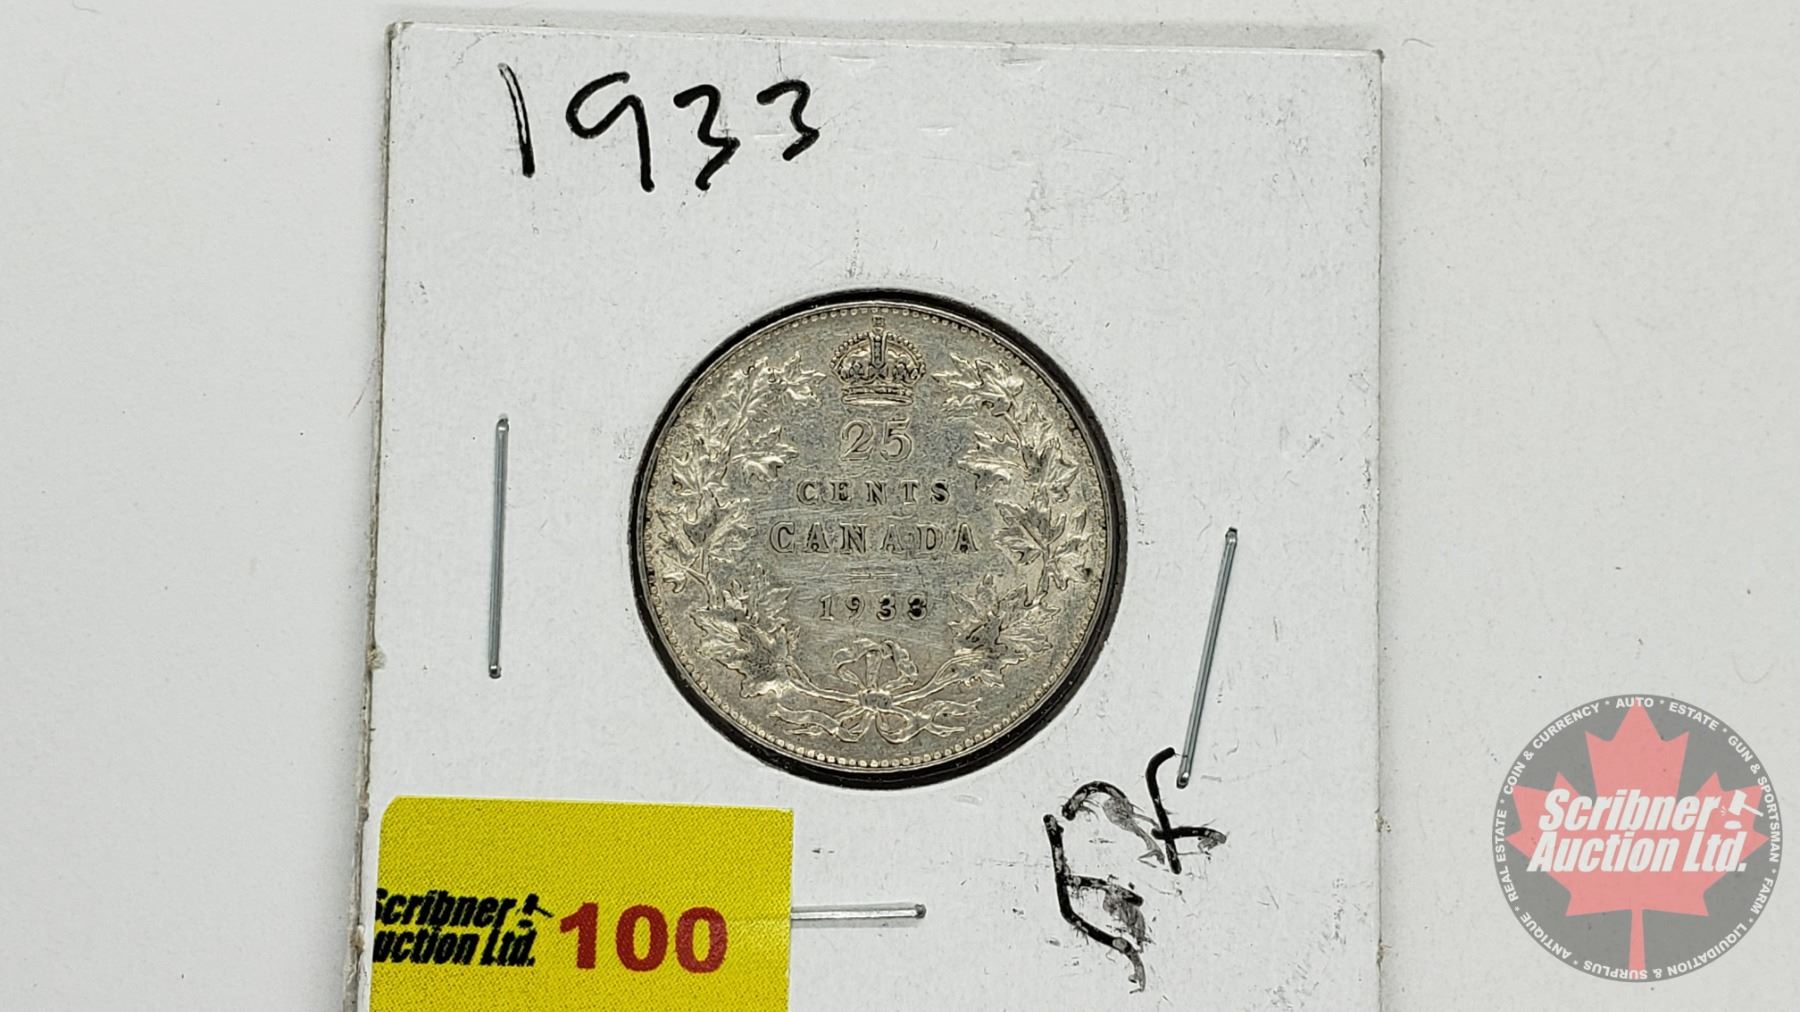 1933
25
CENTS
CANADA
1933
Scribner
Auction Ltd.
100
COIN & CURRENCY * AUTO * ESTATE * GUN & SPORTSMAN * FARM * LIQUIDATION & SURPLUS * ANTIQUE * REAL ESTATE *
Scribner
Auction Ltd.